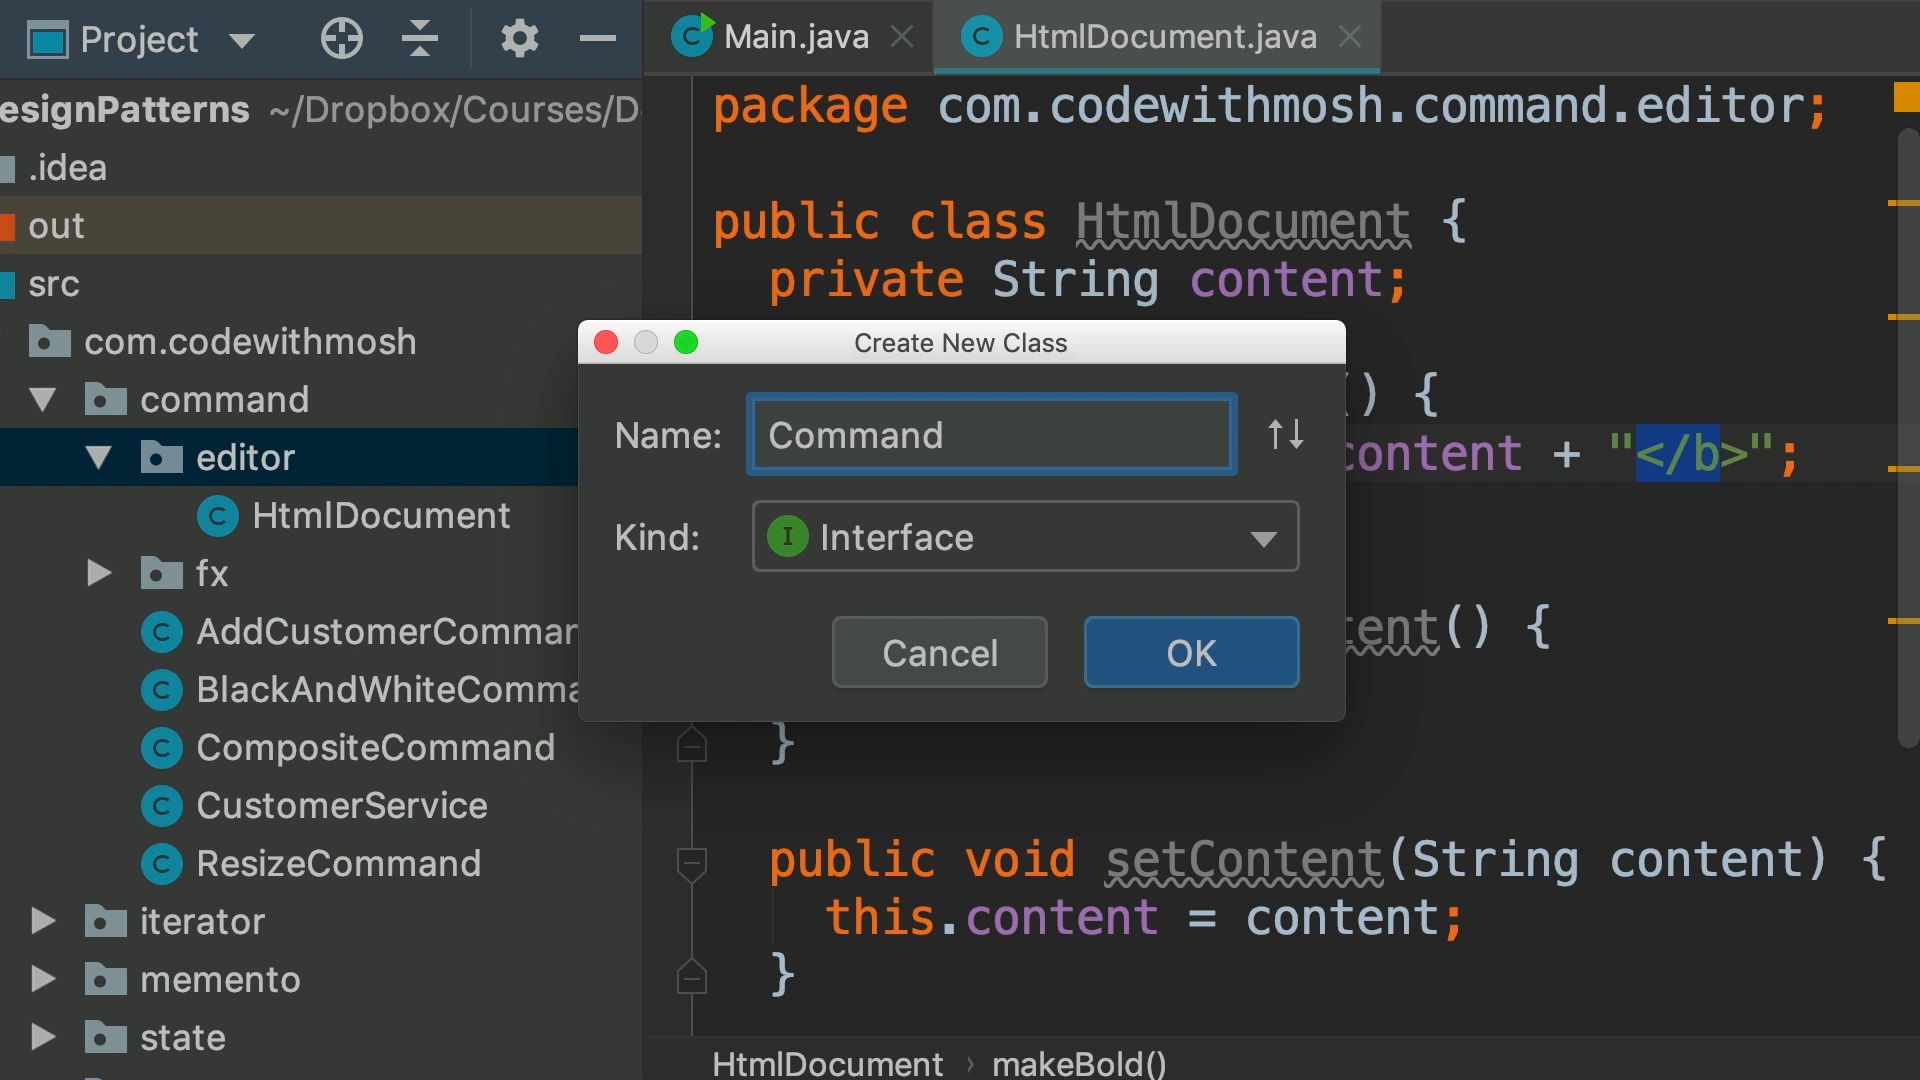 Project
Main.java
HtmlDocument.java
esignPatterns ~/Dropbox/Courses/D
.idea
out
src
com.codewithmosh
command
editor
HtmlDocument
fx
AddCustomerComman
BlackAndWhiteComma
CompositeCommand
CustomerService
ResizeCommand
iterator
memento
state
package com.codewithmosh.command.editor;
public class HtmlDocument {
private String content;
) {
content + "</b>";
tent() {
}
public void setContent(String content) {
this.content = content;
}
HtmlDocument › makeBold()
Create New Class
Name: Command
Kind: I Interface
Cancel
OK